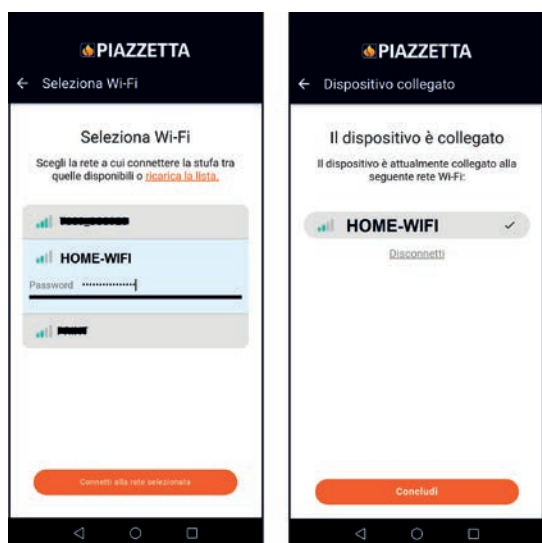 PIAZZETTA
← Seleziona Wi-Fi
Seleziona Wi-Fi
Scegli la rete a cui connettere la stufa tra
quelle disponibili o ricarica la lista.
HOME-WIFI
Password ················
Connetti alla rete selezionata
PIAZZETTA
← Dispositivo collegato
Il dispositivo è collegato
Il dispositivo è attualmente collegato alla
seguente rete Wi-Fi:
HOME-WIFI ✓
Disconnetti
Concludi